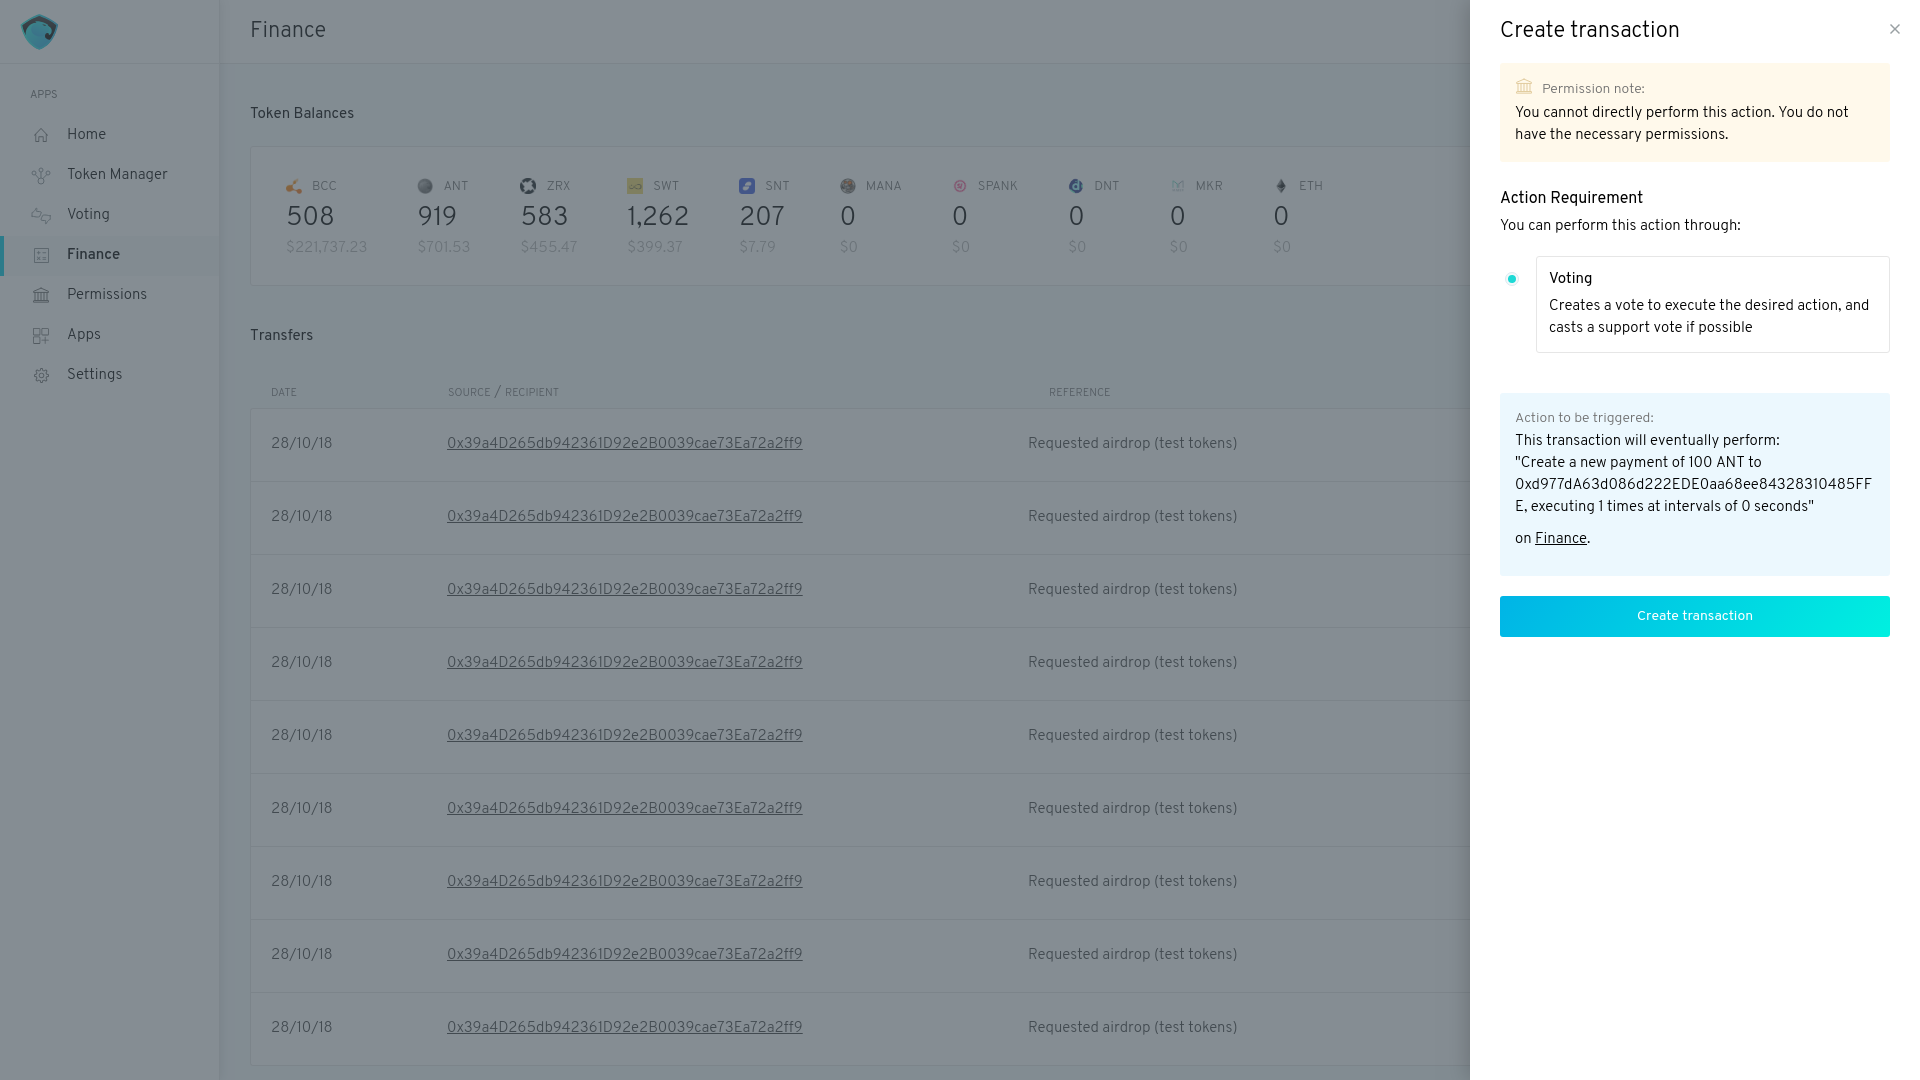 Finance
APPS
Home
Token Manager
Voting
Finance
Permissions
Apps
Settings
Token Balances
BCC
508
$221,737.23
ANT
919
$701.53
ZRX
583
$455.47
SWT
1,262
$399.37
SNT
207
$7.79
MANA
0
$0
SPANK
0
$0
DNT
0
$0
MKR
0
$0
ETH
0
$0
Transfers
DATE SOURCE / RECIPIENT REFERENCE
28/10/18 0x39a4D265db942361D92e2B0039cae73Ea72a2ff9 Requested airdrop (test tokens)
28/10/18 0x39a4D265db942361D92e2B0039cae73Ea72a2ff9 Requested airdrop (test tokens)
28/10/18 0x39a4D265db942361D92e2B0039cae73Ea72a2ff9 Requested airdrop (test tokens)
28/10/18 0x39a4D265db942361D92e2B0039cae73Ea72a2ff9 Requested airdrop (test tokens)
28/10/18 0x39a4D265db942361D92e2B0039cae73Ea72a2ff9 Requested airdrop (test tokens)
28/10/18 0x39a4D265db942361D92e2B0039cae73Ea72a2ff9 Requested airdrop (test tokens)
28/10/18 0x39a4D265db942361D92e2B0039cae73Ea72a2ff9 Requested airdrop (test tokens)
28/10/18 0x39a4D265db942361D92e2B0039cae73Ea72a2ff9 Requested airdrop (test tokens)
28/10/18 0x39a4D265db942361D92e2B0039cae73Ea72a2ff9 Requested airdrop (test tokens)
Create transaction
Permission note:
You cannot directly perform this action. You do not
have the necessary permissions.
Action Requirement
You can perform this action through:
Voting
Creates a vote to execute the desired action, and
casts a support vote if possible
Action to be triggered:
This transaction will eventually perform:
"Create a new payment of 100 ANT to
0xd977dA63d086d222EDE0aa68ee84328310485FF
E, executing 1 times at intervals of 0 seconds"
on Finance.
Create transaction